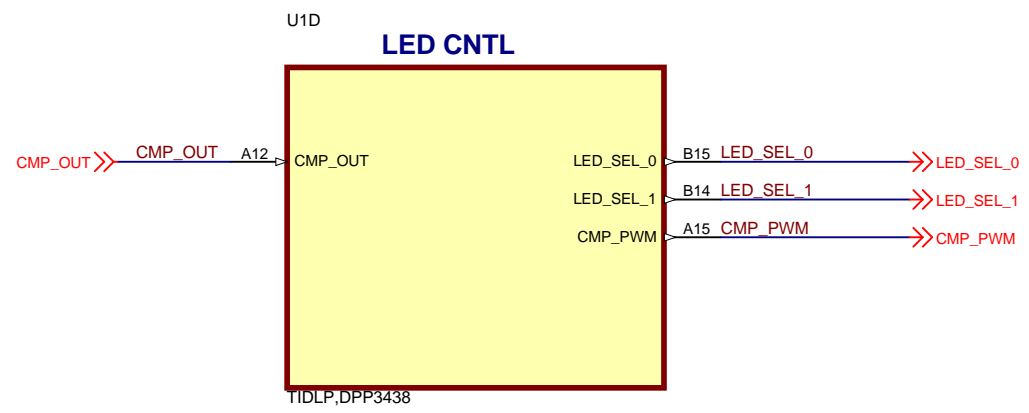 U1D
LED CNTL
CMP_OUT CMP_OUT A12 CMP_OUT LED_SEL_0 B15 LED_SEL_0 LED_SEL_0
LED_SEL_1 B14 LED_SEL_1 LED_SEL_1
CMP_PWM A15 CMP_PWM CMP_PWM
TIDLP,DPP3438